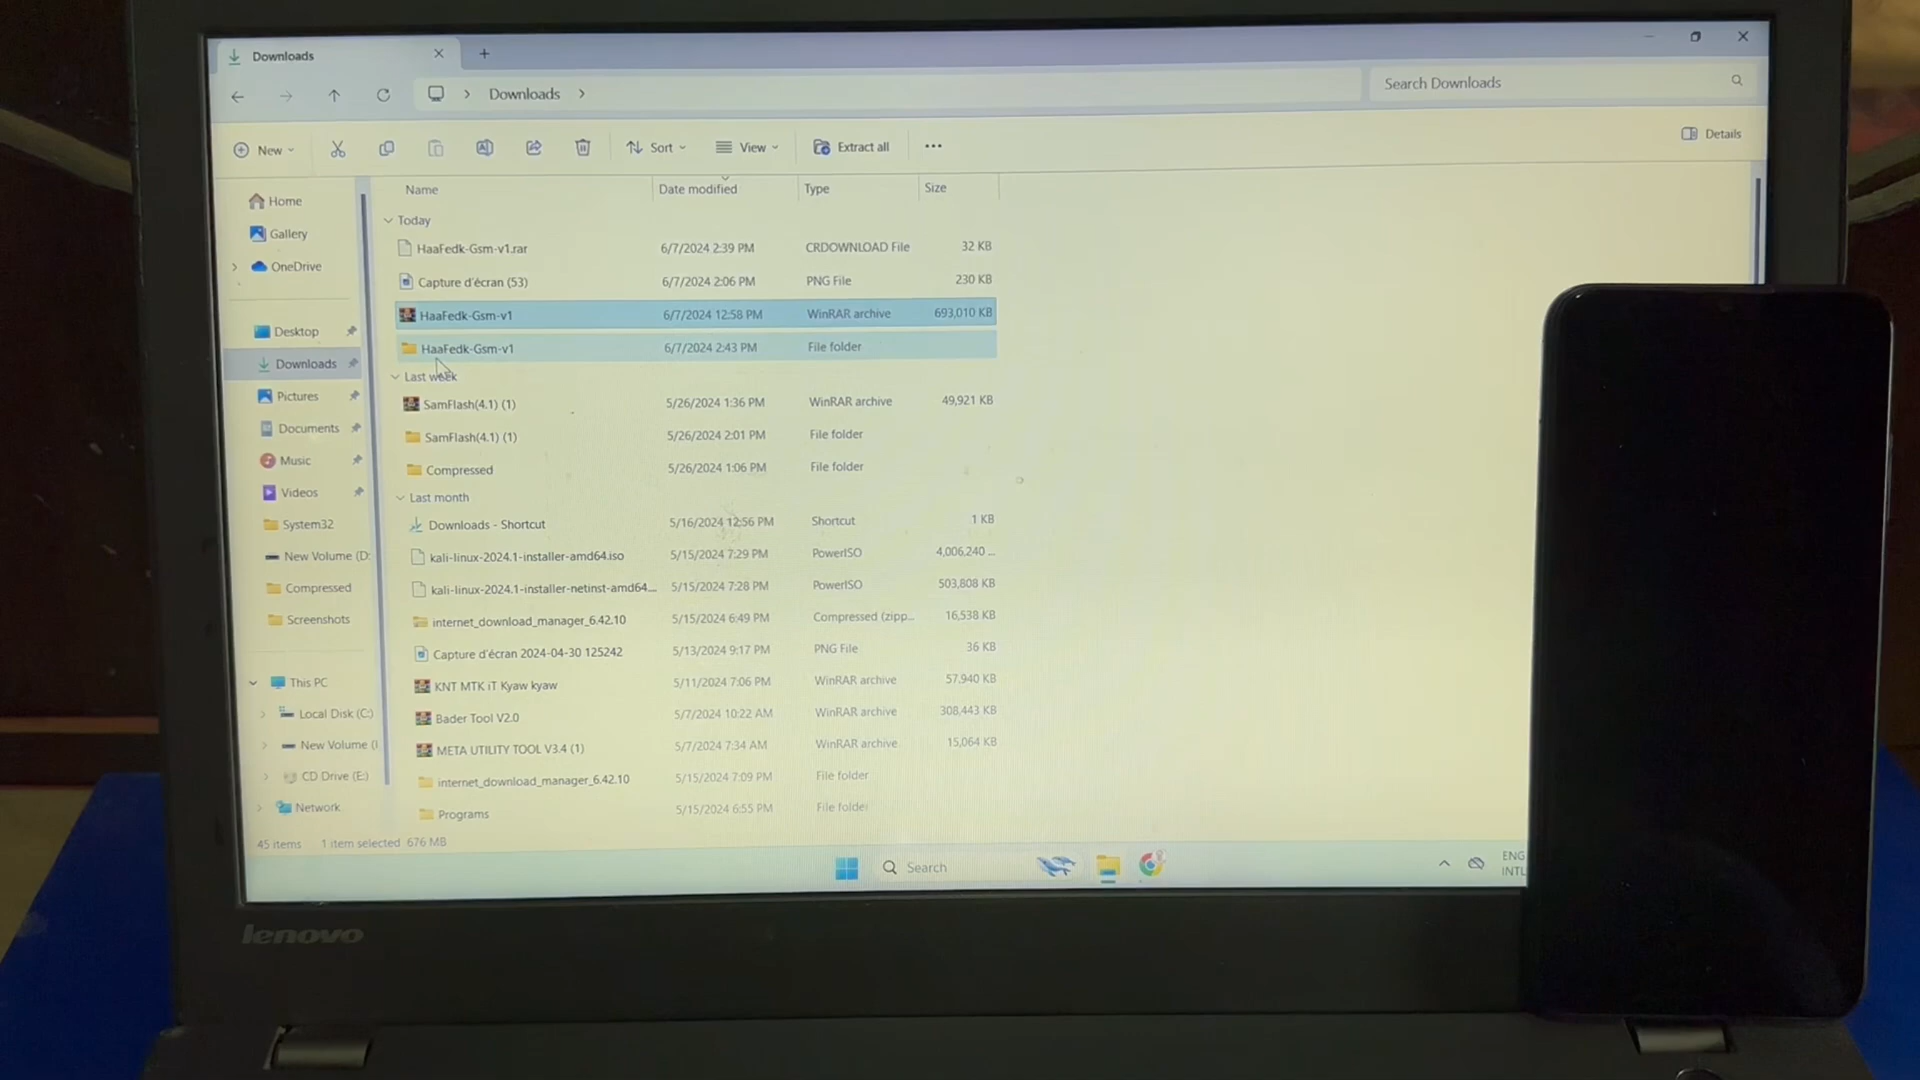 Downloads
Downloads
Search Downloads
New
Sort
View
Extract all
Details
Name Date modified Type Size
Today
HaaFedk-Gsm-v1.rar 6/7/2024 2:39 PM CRDOWNLOAD File 32 KB
Capture d'écran (53) 6/7/2024 2:06 PM PNG File 230 KB
HaaFedk-Gsm-v1 6/7/2024 12:58 PM WinRAR archive 693,010 KB
HaaFedk-Gsm-v1 6/7/2024 2:43 PM File folder
Last week
SamFlash(4.1) (1) 5/26/2024 1:36 PM WinRAR archive 49,921 KB
SamFlash(4.1) (1) 5/26/2024 2:01 PM File folder
Compressed 5/26/2024 1:06 PM File folder
Last month
Downloads - Shortcut 5/16/2024 12:56 PM Shortcut 1 KB
kali-linux-2024.1-installer-amd64.iso 5/15/2024 7:29 PM PowerISO 4,006,240 ...
kali-linux-2024.1-installer-netinst-amd64... 5/15/2024 7:28 PM PowerISO 503,808 KB
internet_download_manager_6.42.10 5/15/2024 6:49 PM Compressed (zipp... 16,538 KB
Capture d'écran 2024-04-30 125242 5/13/2024 9:17 PM PNG File 36 KB
KNT MTK iT Kyaw kyaw 5/11/2024 7:06 PM WinRAR archive 57,940 KB
Bader Tool V2.0 5/7/2024 10:22 AM WinRAR archive 308,443 KB
META UTILITY TOOL V3.4 (1) 5/7/2024 7:34 AM WinRAR archive 15,064 KB
internet_download_manager_6.42.10 5/15/2024 7:09 PM File folder
Programs 5/15/2024 6:55 PM File folder
Home
Gallery
OneDrive
Desktop
Downloads
Pictures
Documents
Music
Videos
System32
New Volume (D:
Compressed
Screenshots
This PC
Local Disk (C:)
New Volume (
CD Drive (E:)
Network
45 items 1 item selected 676 MB
Search
ENG
INTL
lenovo